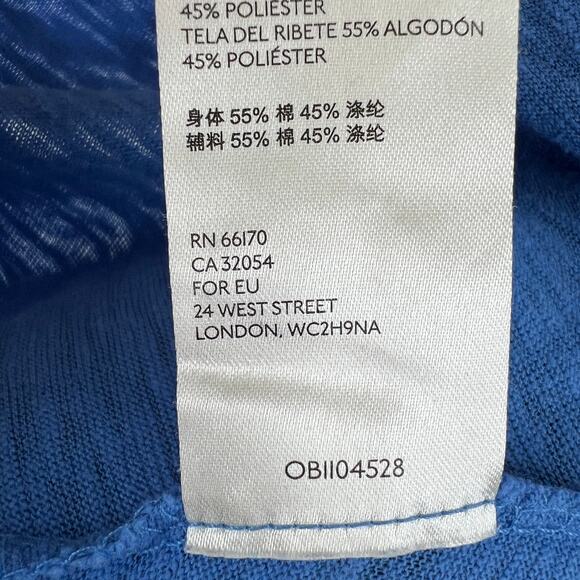 45% POLIESTER
TELA DEL RIBETE 55% ALGODÓN
45% POLIÉSTER
身体 55% 棉 45% 涤纶
辅料 55% 棉 45% 涤纶
RN 66170
CA 32054
FOR EU
24 WEST STREET
LONDON, WC2H9NA
OB1104528